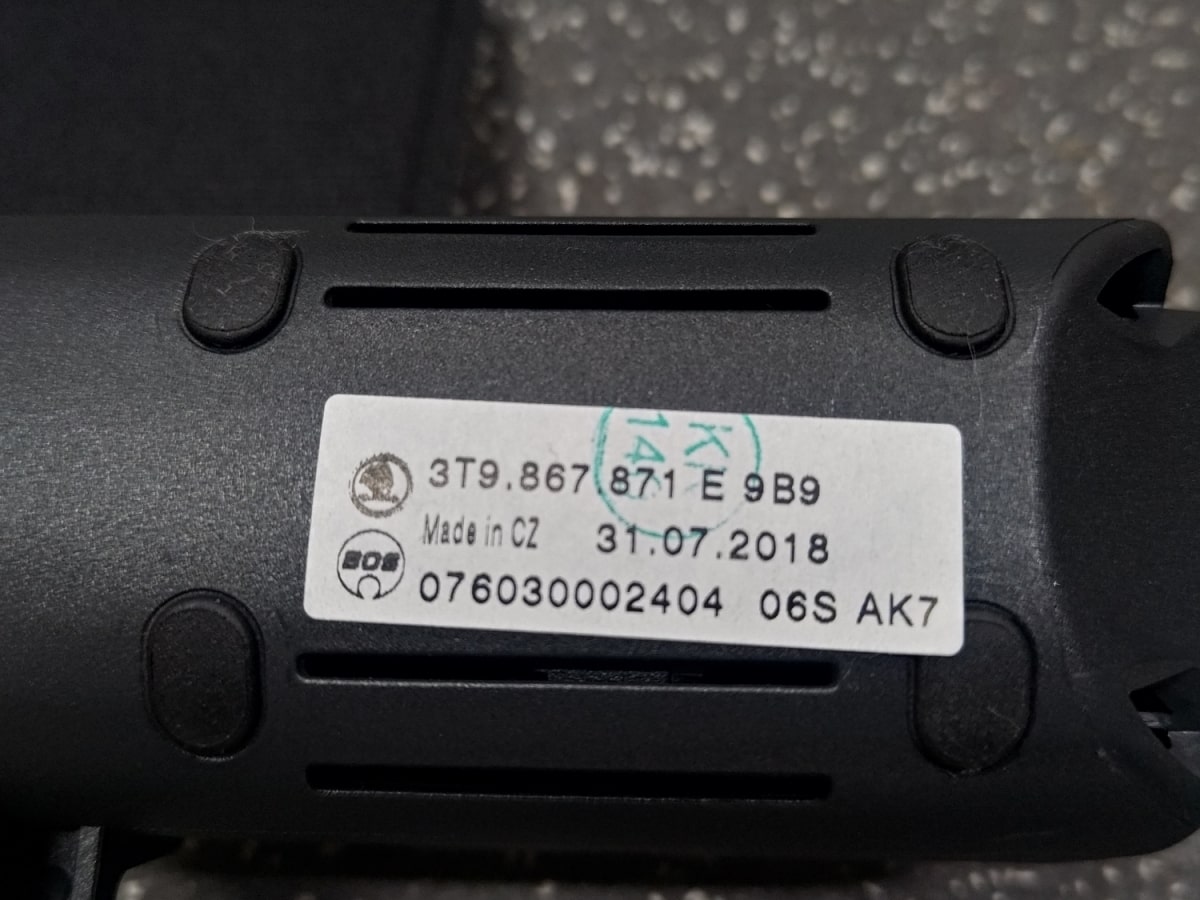 3T9.867.871 E 9B9
Made in CZ 31.07.2018
BOS
076030002404 06S AK7